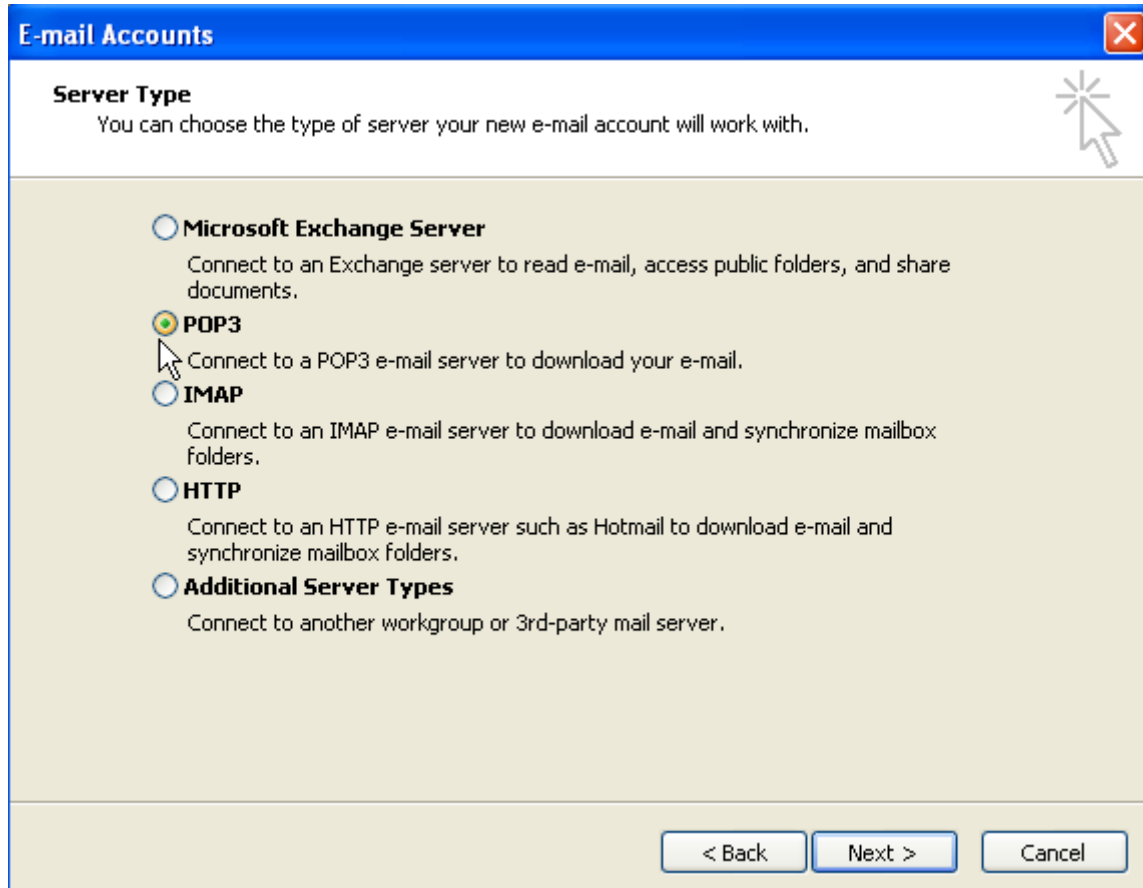 E-mail Accounts
Server Type
You can choose the type of server your new e-mail account will work with.
Microsoft Exchange Server
Connect to an Exchange server to read e-mail, access public folders, and share
documents.
POP3
Connect to a POP3 e-mail server to download your e-mail.
IMAP
Connect to an IMAP e-mail server to download e-mail and synchronize mailbox
folders.
HTTP
Connect to an HTTP e-mail server such as Hotmail to download e-mail and
synchronize mailbox folders.
Additional Server Types
Connect to another workgroup or 3rd-party mail server.
< Back Next > Cancel